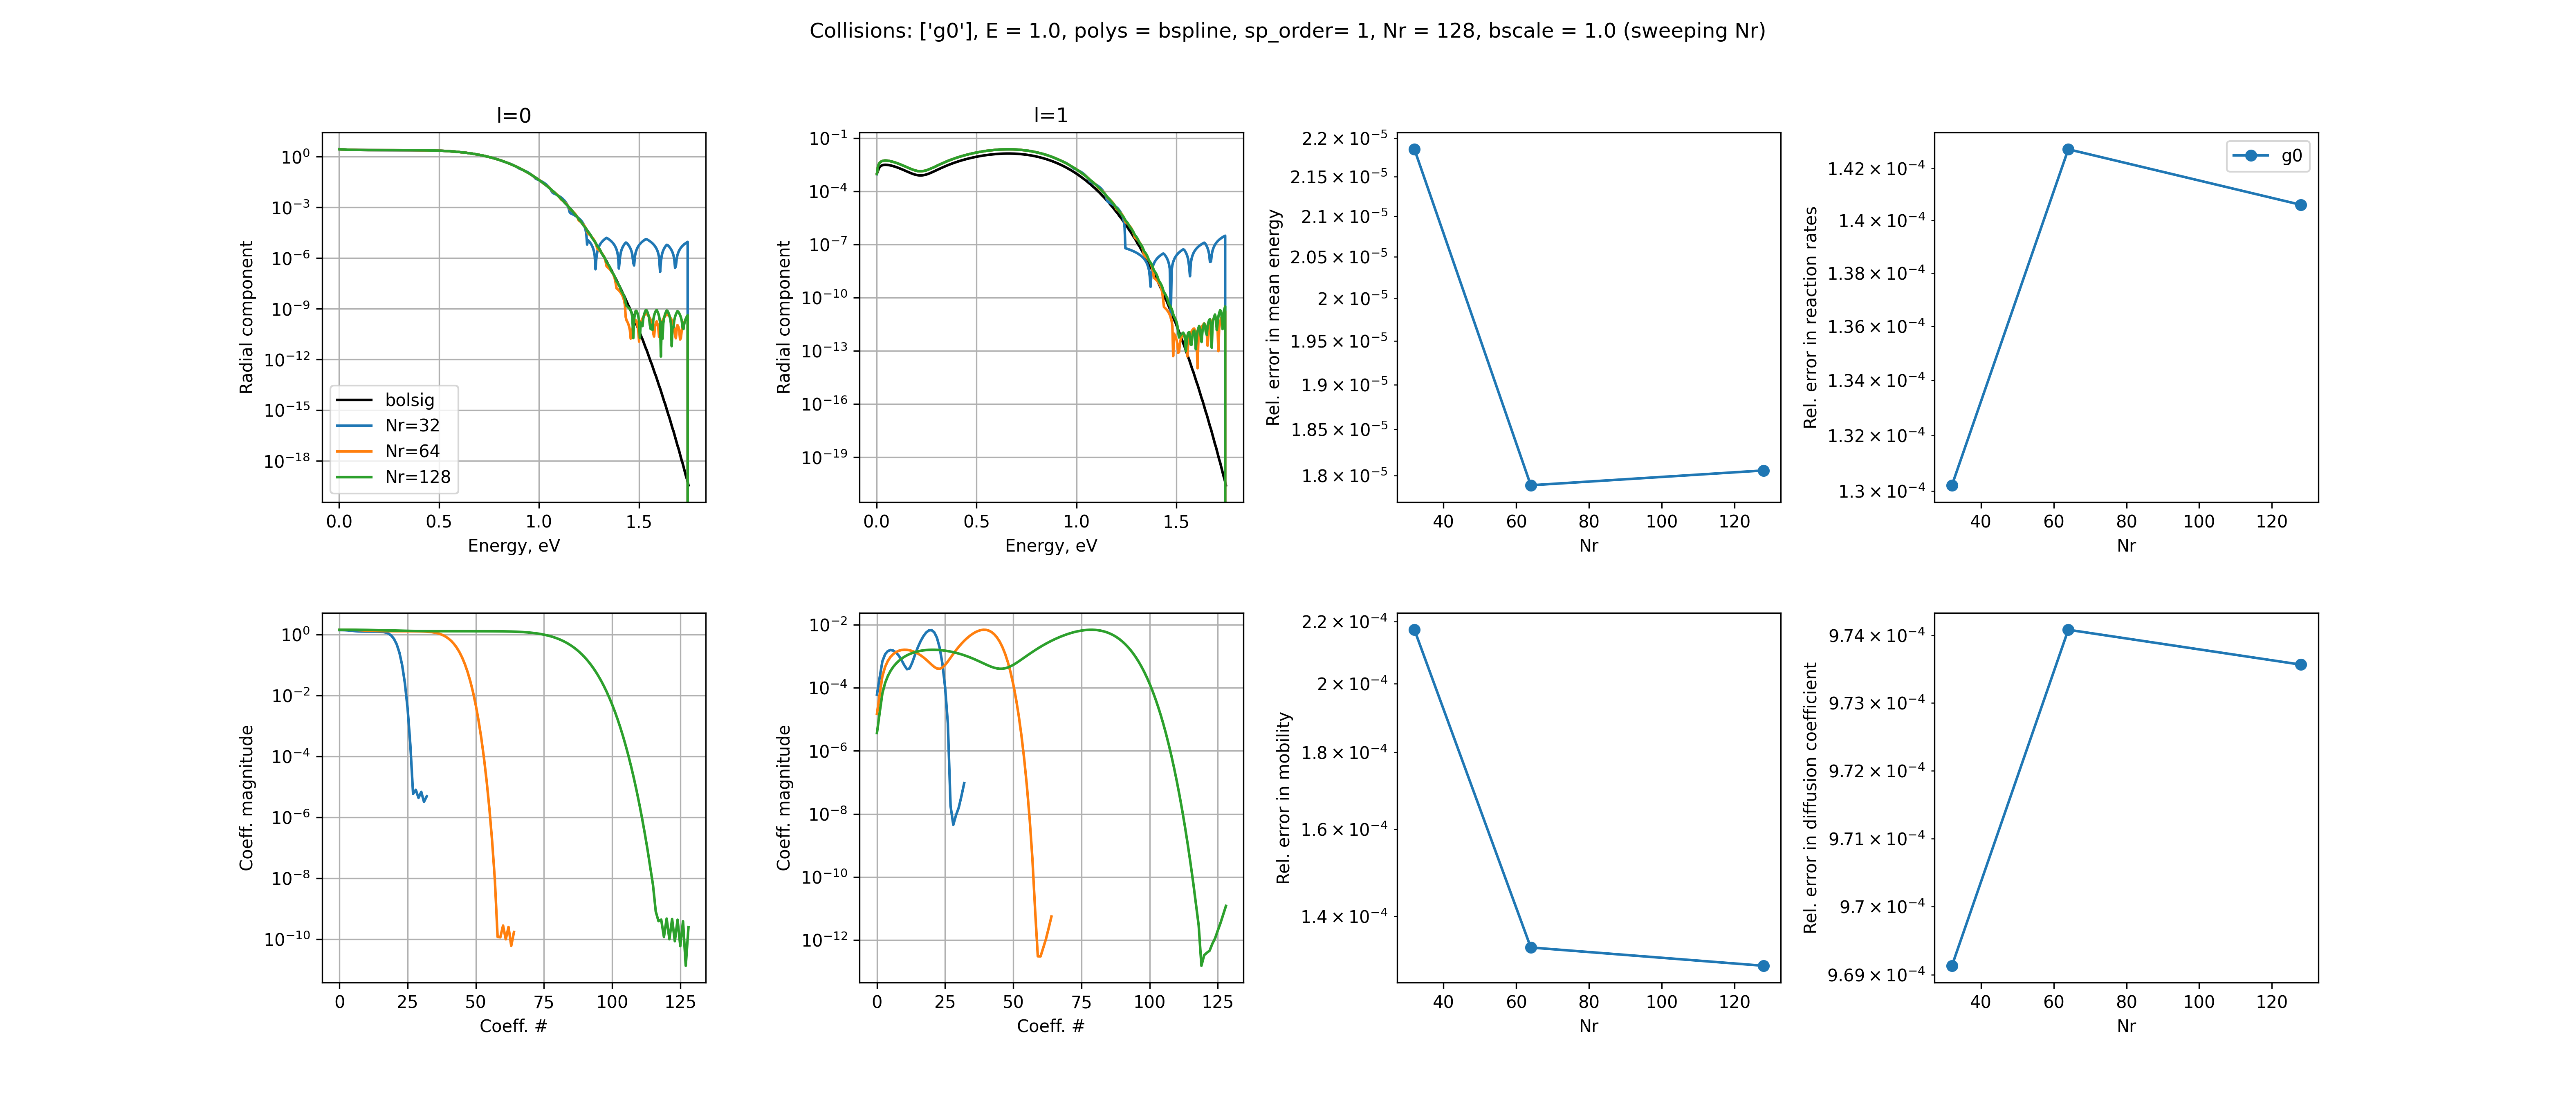 Collisions: ['g0'], E = 1.0, polys = bspline, sp_order= 1, Nr = 128, bscale = 1.0 (sweeping Nr)
l=0
Radial component
10⁰
10⁻³
10⁻⁶
10⁻⁹
10⁻¹²
10⁻¹⁵
10⁻¹⁸
bolsig
Nr=32
Nr=64
Nr=128
0.0 0.5 1.0 1.5
Energy, eV
l=1
Radial component
10⁻¹
10⁻⁴
10⁻⁷
10⁻¹⁰
10⁻¹³
10⁻¹⁶
10⁻¹⁹
0.0 0.5 1.0 1.5
Energy, eV
Rel. error in mean energy
2.2 × 10⁻⁵
2.15 × 10⁻⁵
2.1 × 10⁻⁵
2.05 × 10⁻⁵
2 × 10⁻⁵
1.95 × 10⁻⁵
1.9 × 10⁻⁵
1.85 × 10⁻⁵
1.8 × 10⁻⁵
40 60 80 100 120
Nr
Rel. error in reaction rates
1.42 × 10⁻⁴
1.4 × 10⁻⁴
1.38 × 10⁻⁴
1.36 × 10⁻⁴
1.34 × 10⁻⁴
1.32 × 10⁻⁴
1.3 × 10⁻⁴
g0
40 60 80 100 120
Nr
Coeff. magnitude
10⁰
10⁻²
10⁻⁴
10⁻⁶
10⁻⁸
10⁻¹⁰
0 25 50 75 100 125
Coeff. #
Coeff. magnitude
10⁻²
10⁻⁴
10⁻⁶
10⁻⁸
10⁻¹⁰
10⁻¹²
0 25 50 75 100 125
Coeff. #
Rel. error in mobility
2.2 × 10⁻⁴
2 × 10⁻⁴
1.8 × 10⁻⁴
1.6 × 10⁻⁴
1.4 × 10⁻⁴
40 60 80 100 120
Nr
Rel. error in diffusion coefficient
9.74 × 10⁻⁴
9.73 × 10⁻⁴
9.72 × 10⁻⁴
9.71 × 10⁻⁴
9.7 × 10⁻⁴
9.69 × 10⁻⁴
40 60 80 100 120
Nr